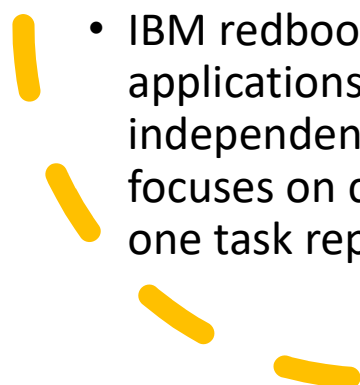 • IBM redboo
applications
independen
focuses on
one task rep